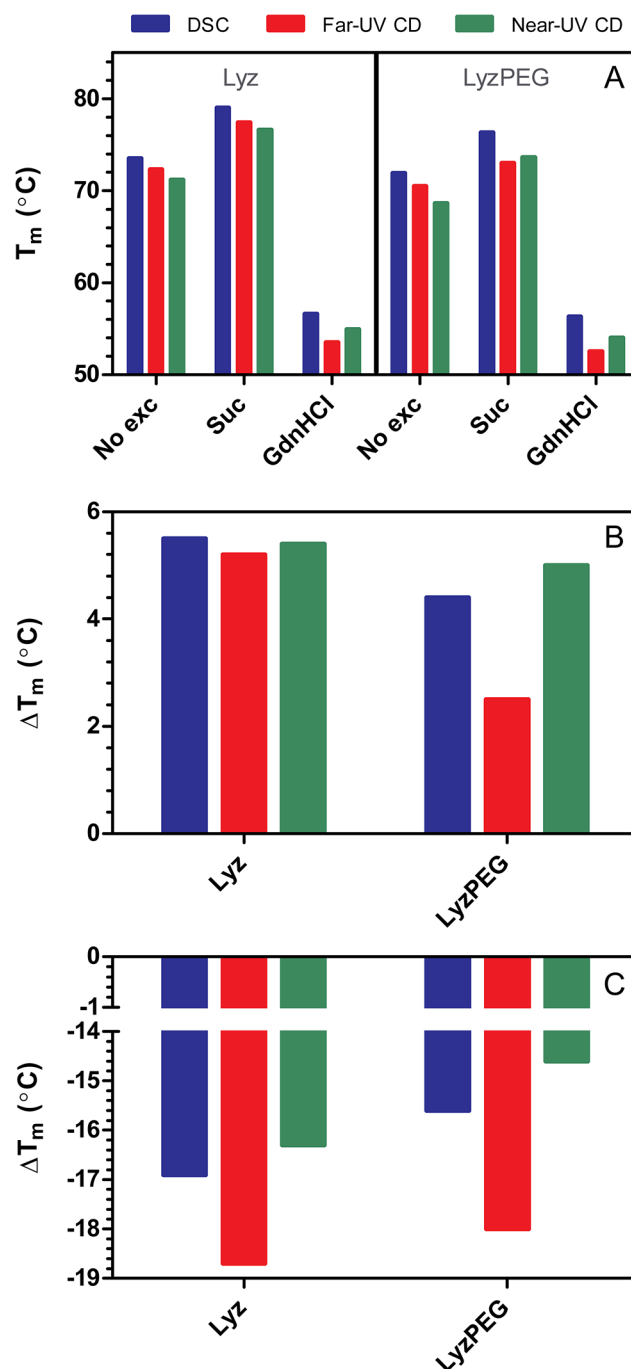 DSC Far-UV CD Near-UV CD
Lyz LyzPEG A
80
70
60
50
Tm (°C)
No exc Suc GdnHCl No exc Suc GdnHCl
B
6
4
2
0
ΔTm (°C)
Lyz LyzPEG
C
0
-1
-14
-15
-16
-17
-18
-19
ΔTm (°C)
Lyz LyzPEG